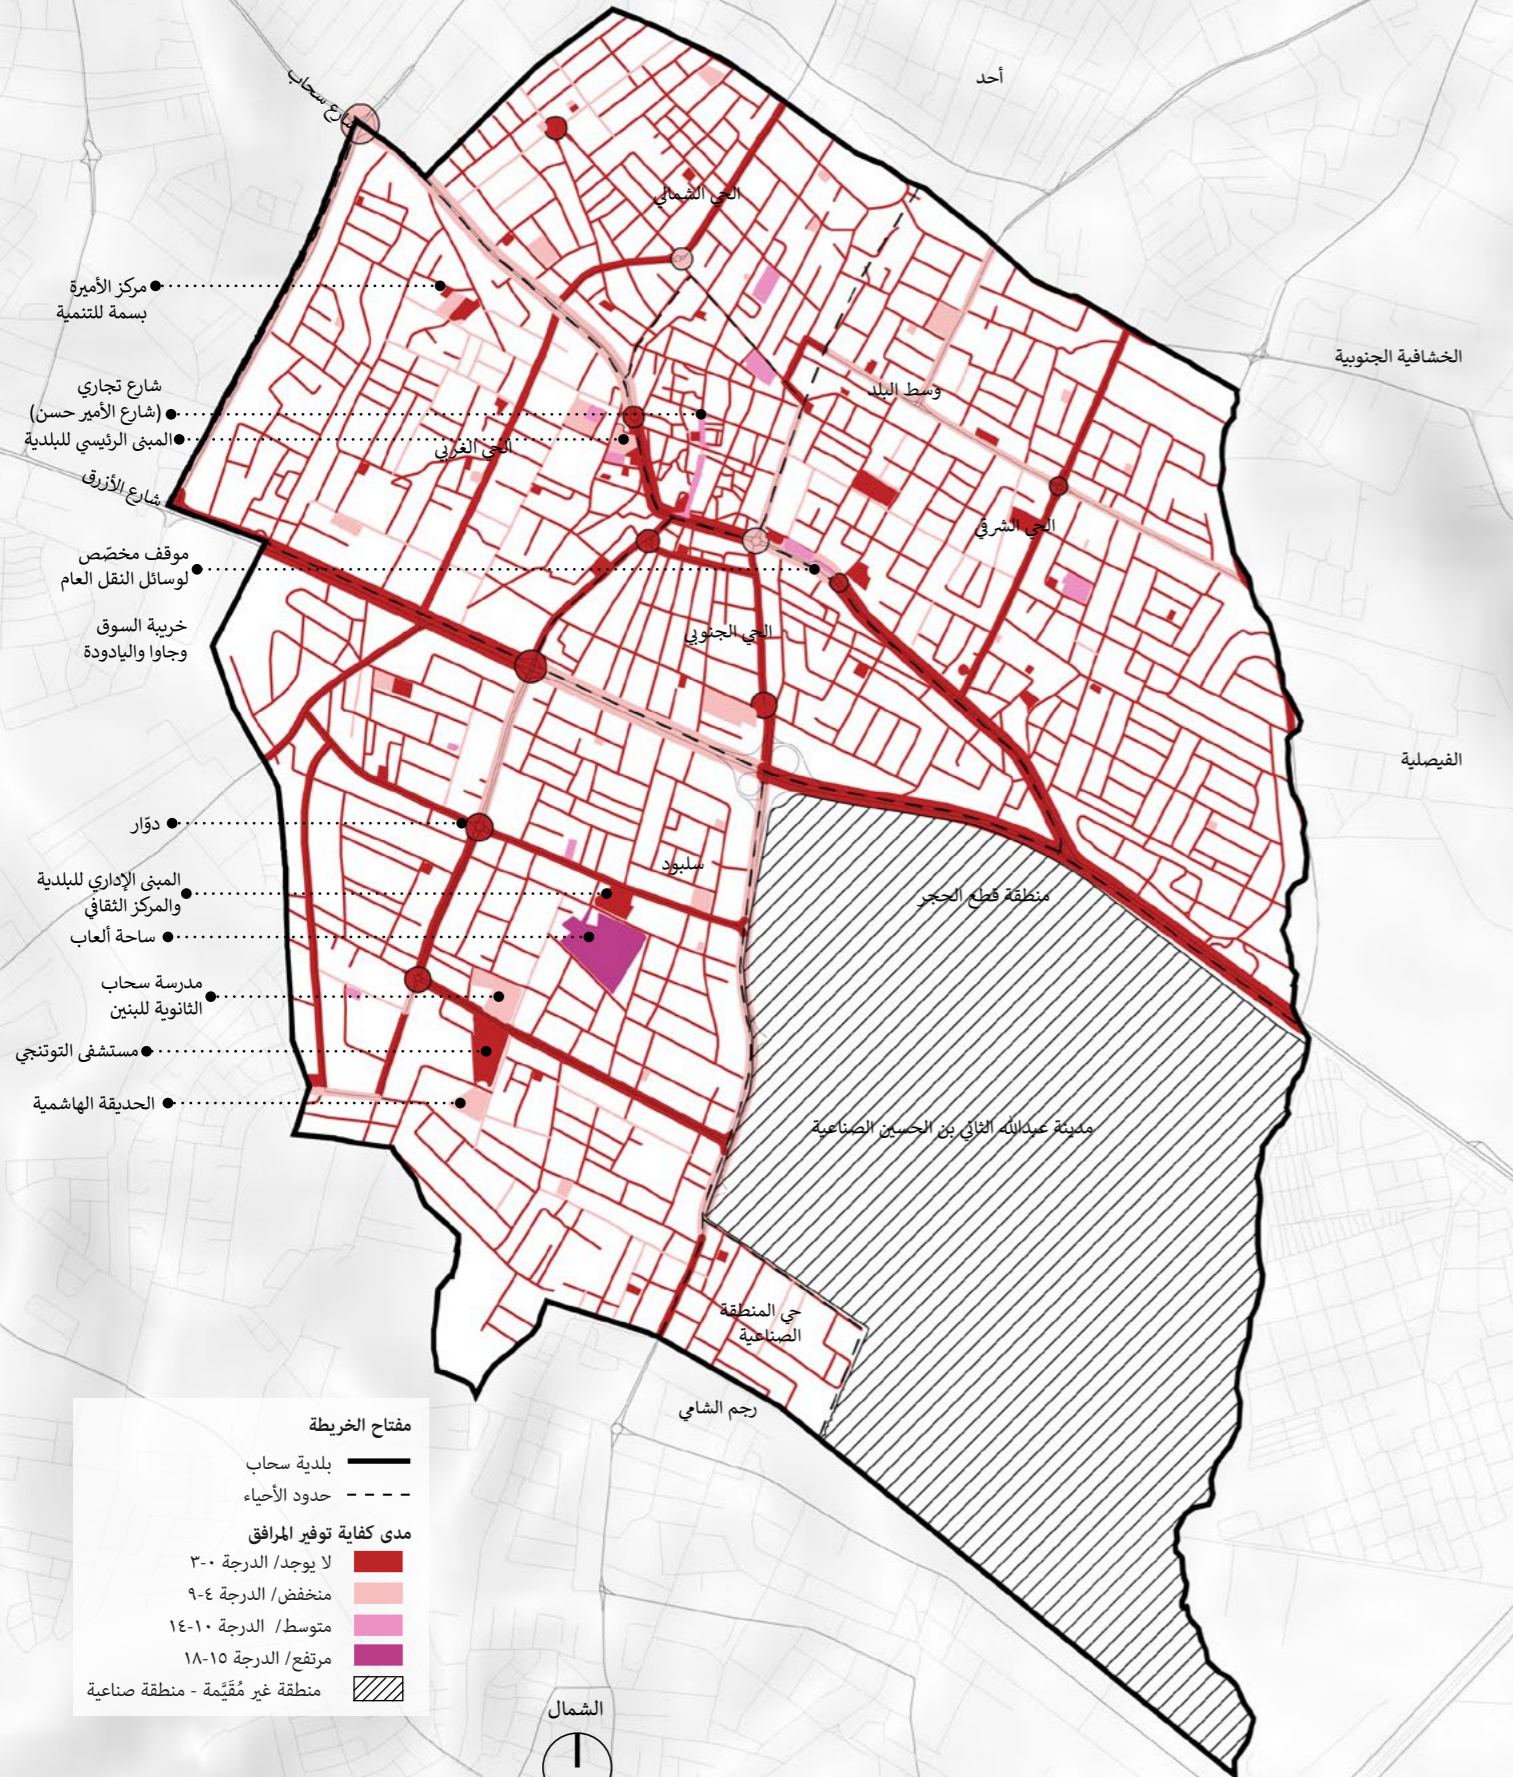 أحد
شارع سحاب
الحي الشمالي
مركز الأميرة
بسمة للتنمية
الخشافية الجنوبية
شارع تجاري
(شارع الأمير حسن)
وسط البلد
المبنى الرئيسي للبلدية
الحي الغربي
شارع الأزرق
الحي الشرقي
موقف مخصّص
لوسائل النقل العام
خريبة السوق
وجاوا واليادودة
الحي الجنوبي
الفيصلية
دوّار
سلبود
المبنى الإداري للبلدية
والمركز الثقافي
منطقة قطع الحجر
ساحة ألعاب
مدرسة سحاب
الثانوية للبنين
مستشفى التوتنجي
الحديقة الهاشمية
مدينة عبدالله الثاني بن الحسين الصناعية
حي المنطقة
الصناعية
رجم الشامي
مفتاح الخريطة
بلدية سحاب
حدود الأحياء
مدى كفاية توفير المرافق
لا يوجد/ الدرجة ٠-٣
منخفض/ الدرجة ٤-٩
متوسط/ الدرجة ١٠-١٤
مرتفع/ الدرجة ١٥-١٨
منطقة غير مُقَيَّمة - منطقة صناعية
الشمال